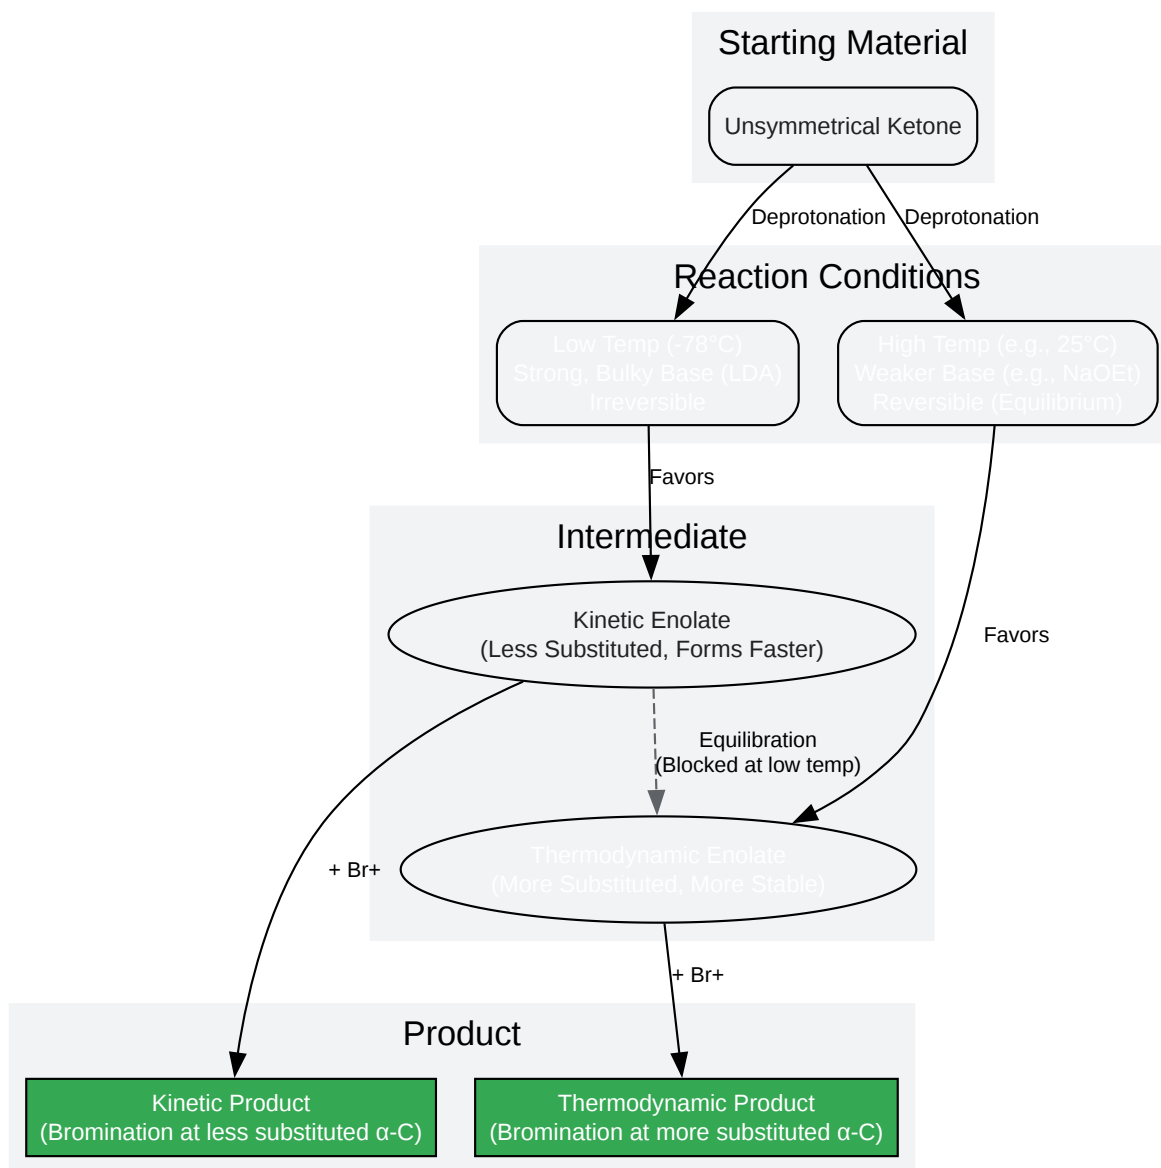 Starting Material
Unsymmetrical Ketone
Deprotonation
Deprotonation
Reaction Conditions
Low Temp (-78°C)
Strong, Bulky Base (LDA)
Irreversible
High Temp (e.g., 25°C)
Weaker Base (e.g., NaOEt)
Reversible (Equilibrium)
Favors
Intermediate
Kinetic Enolate
(Less Substituted, Forms Faster)
Favors
Equilibration
(Blocked at low temp)
Thermodynamic Enolate
(More Substituted, More Stable)
+ Br+
+ Br+
Product
Kinetic Product
(Bromination at less substituted α-C)
Thermodynamic Product
(Bromination at more substituted α-C)